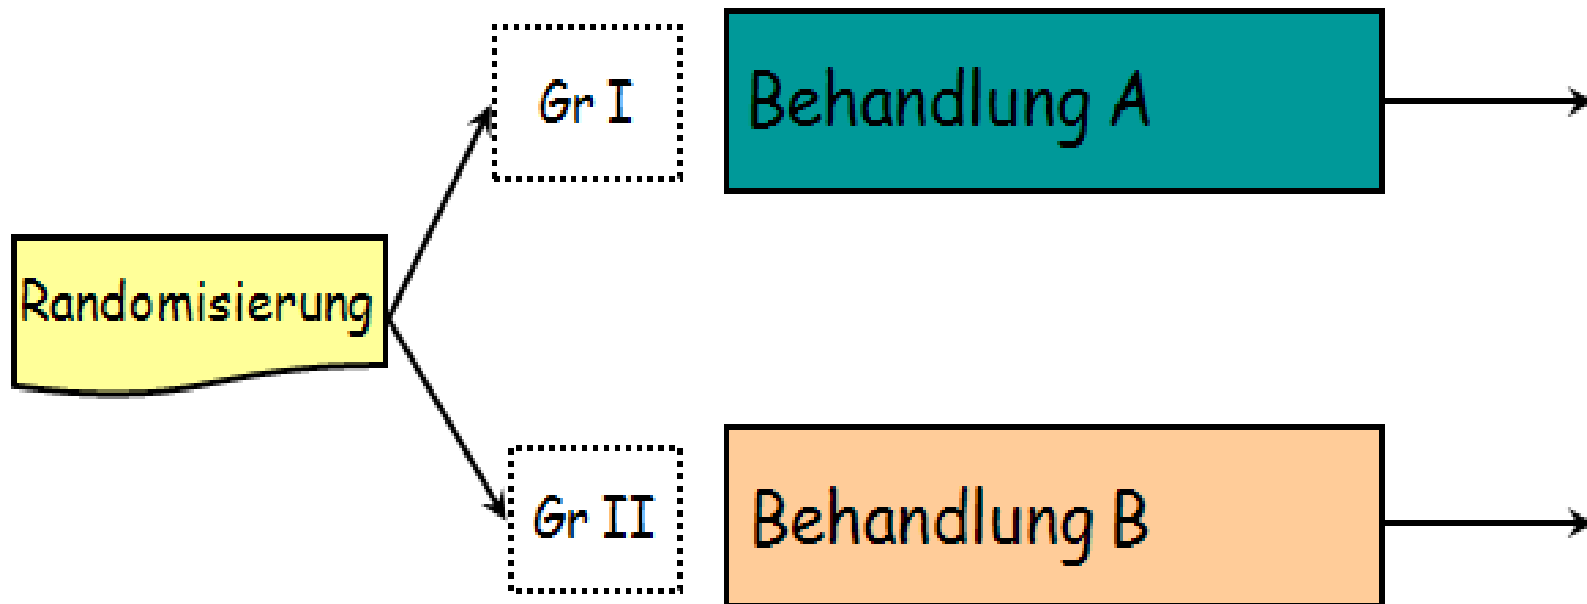 Gr I
Behandlung A
Randomisierung
Gr II
Behandlung B